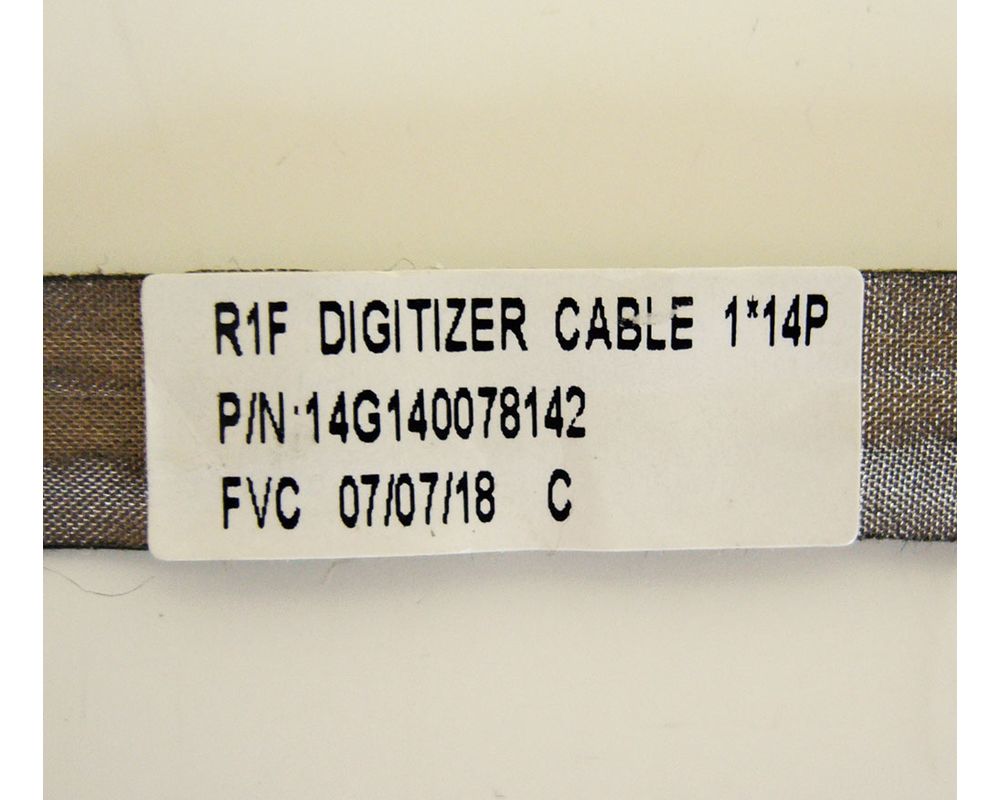 R1F DIGITIZER CABLE 1*14P
P/N:14G140078142
FVC 07/07/18 C